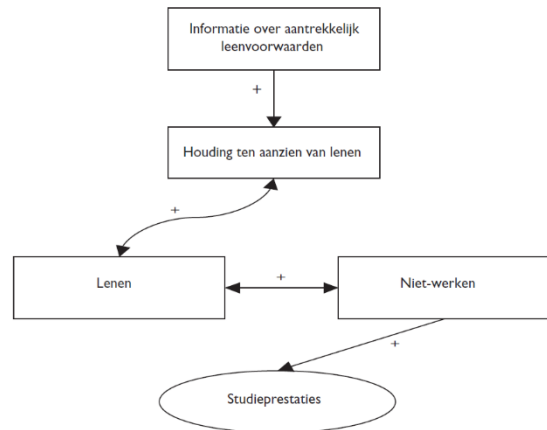 Informatie over aantrekkelijk
leenvoorwaarden
+
Houding ten aanzien van lenen
+
Lenen
+
Niet-werken
+
Studieprestaties